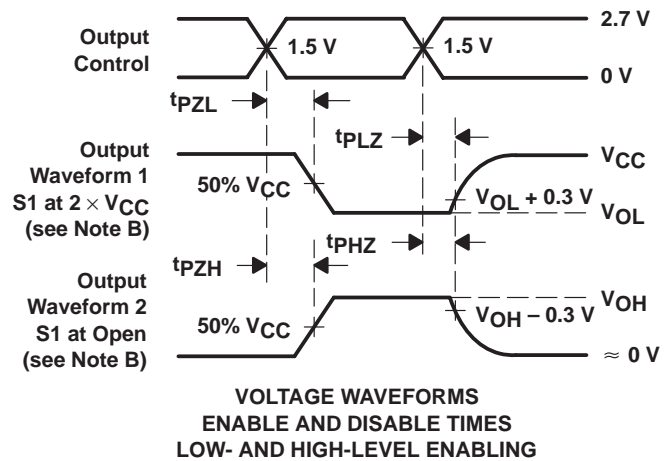 2.7 V
Output
Control
1.5 V
1.5 V
0 V
tPZL
tPLZ
Output
Waveform 1
S1 at 2 × VCC
(see Note B)
50% VCC
VCC
VOL + 0.3 V
VOL
tPZH
tPHZ
Output
Waveform 2
S1 at Open
(see Note B)
50% VCC
VOH
VOH – 0.3 V
≈ 0 V
VOLTAGE WAVEFORMS
ENABLE AND DISABLE TIMES
LOW- AND HIGH-LEVEL ENABLING